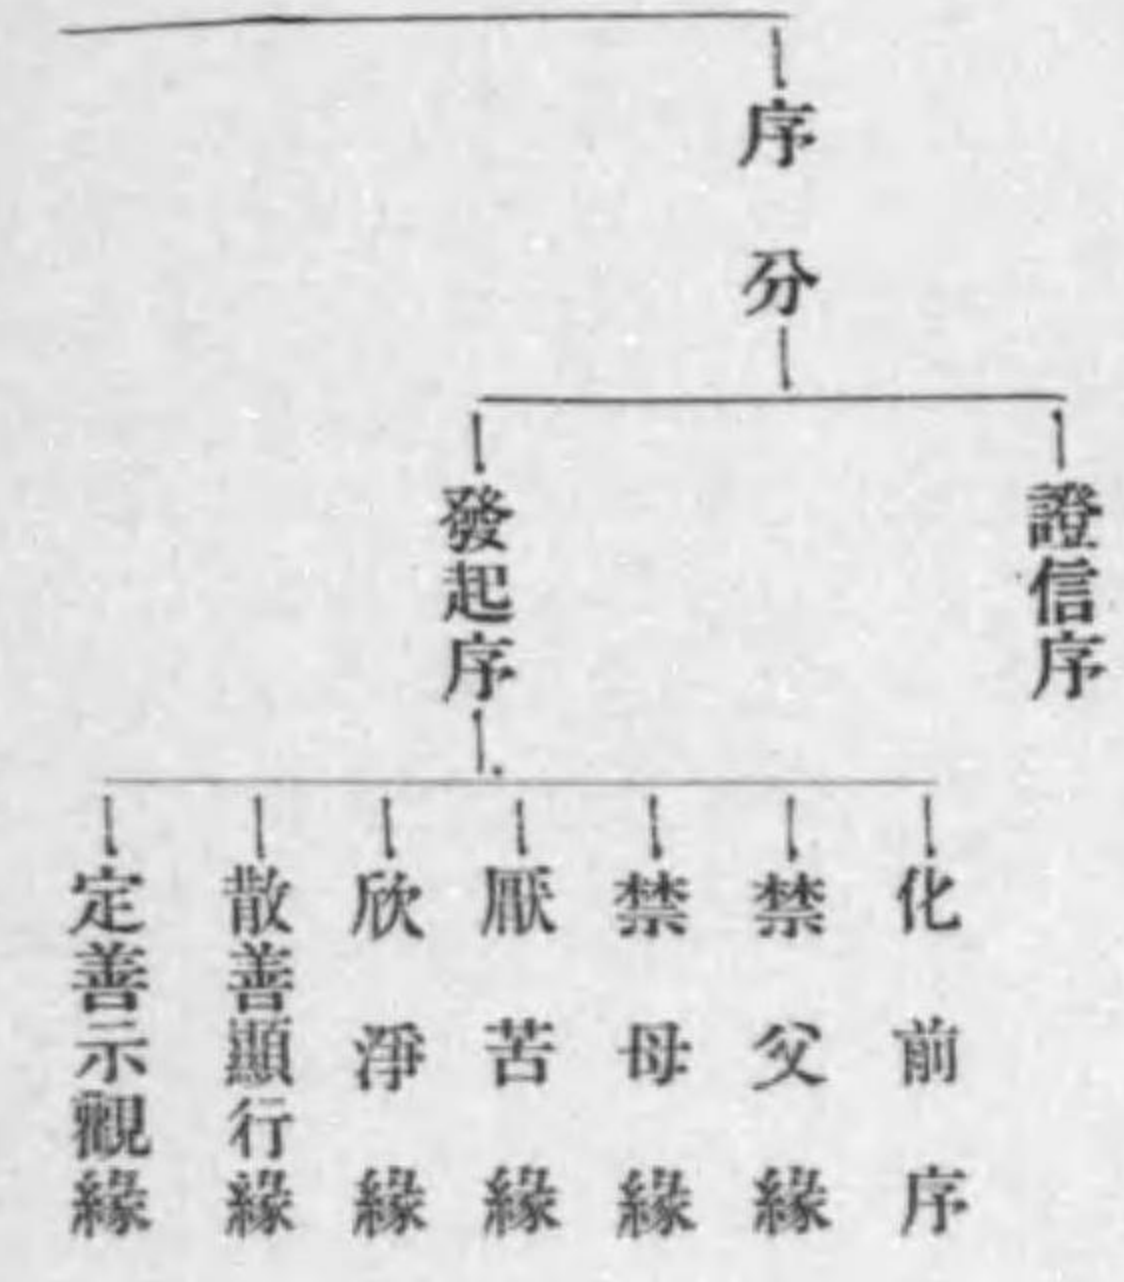 序分
證信序
發起序
化前序
禁父緣
禁母緣
厭苦緣
欣淨緣
散善顯行緣
定善示觀緣